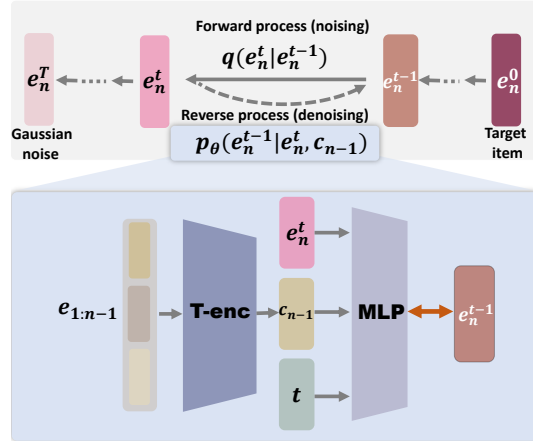 Forward process (noising)
q(e_n^t|e_n^{t-1})
e_n^T
e_n^t
e_n^{t-1}
e_n^0
Reverse process (denoising)
Gaussian noise
p_θ(e_n^{t-1}|e_n^t, c_{n-1})
Target item
e_n^t
e_{1:n-1}
T-enc
c_{n-1}
MLP
e_n^{t-1}
t